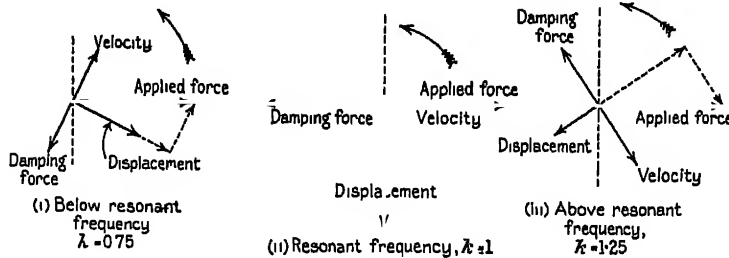 Velocity
Applied force
Damping
force
Displacement
(i) Below resonant
frequency
k = 0.75
Applied force
Damping force
Velocity
Displacement
(ii) Resonant frequency, k = 1
Damping
force
Applied force
Displacement
Velocity
(iii) Above resonant
frequency,
k = 1.25